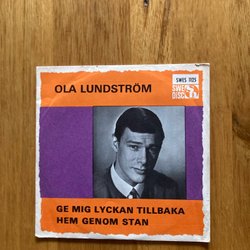 OLA LUNDSTRÖM
SWES 1125
SWE
DISC
GE MIG LYCKAN TILLBAKA
HEM GENOM STAN